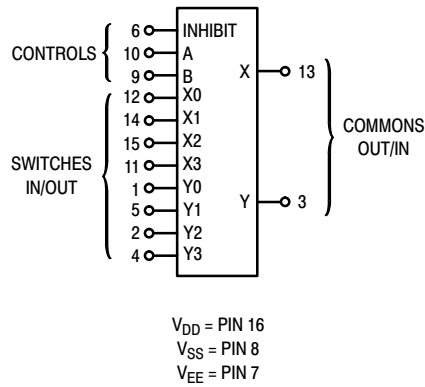 6 INHIBIT
CONTROLS 10 A
9 B
X 13
12 X0
14 X1
COMMONS
OUT/IN
15 X2
SWITCHES
IN/OUT
11 X3
1 Y0
5 Y1
Y 3
2 Y2
4 Y3
VDD = PIN 16
VSS = PIN 8
VEE = PIN 7